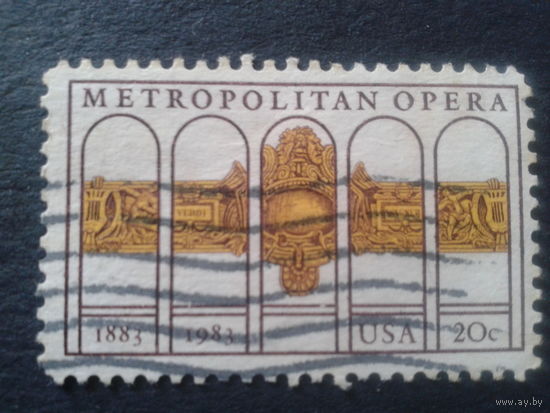 METROPOLITAN OPERA
VERDI
1883 1983 USA 20c
www.ay.by